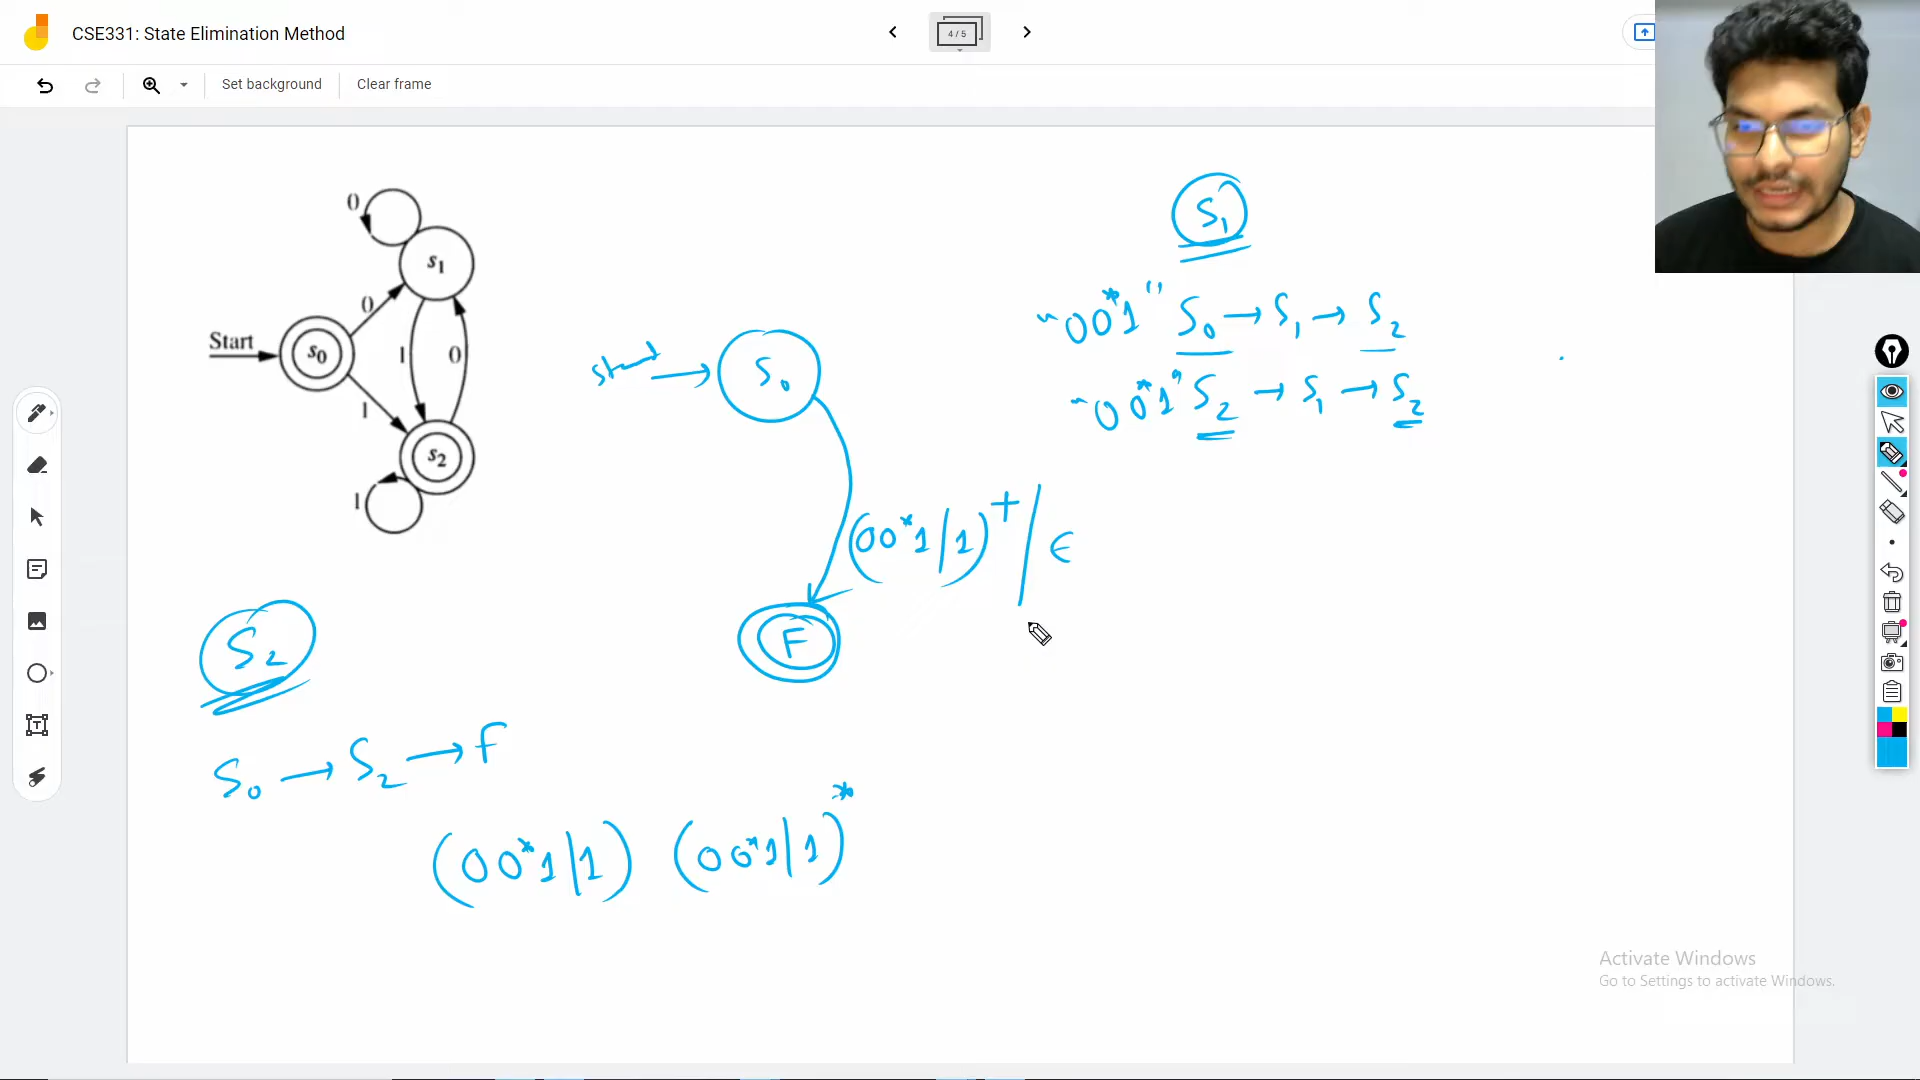 CSE331: State Elimination Method
4 / 5
Set background
Clear frame
0
s1
0
Start
s0
1
0
1
s2
1
S1
"00*1" S0 → S1 → S2
"00*1" S2 → S1 → S2
start → S0
(00*1|1)+ / ϵ
F
S2
S0 → S2 → F
(00*1|1) (00*1|1)*
Activate Windows
Go to Settings to activate Windows.